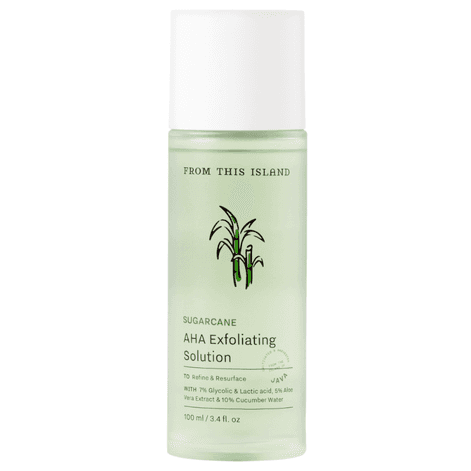 FROM THIS ISLAND
SUGARCANE
AHA Exfoliating
Solution
JAVA
TO Refine & Resurface
WITH 7% Glycolic & Lactic acid, 5% Aloe
Vera Extract & 10% Cucumber Water
100 ml / 3.4 fl. oz